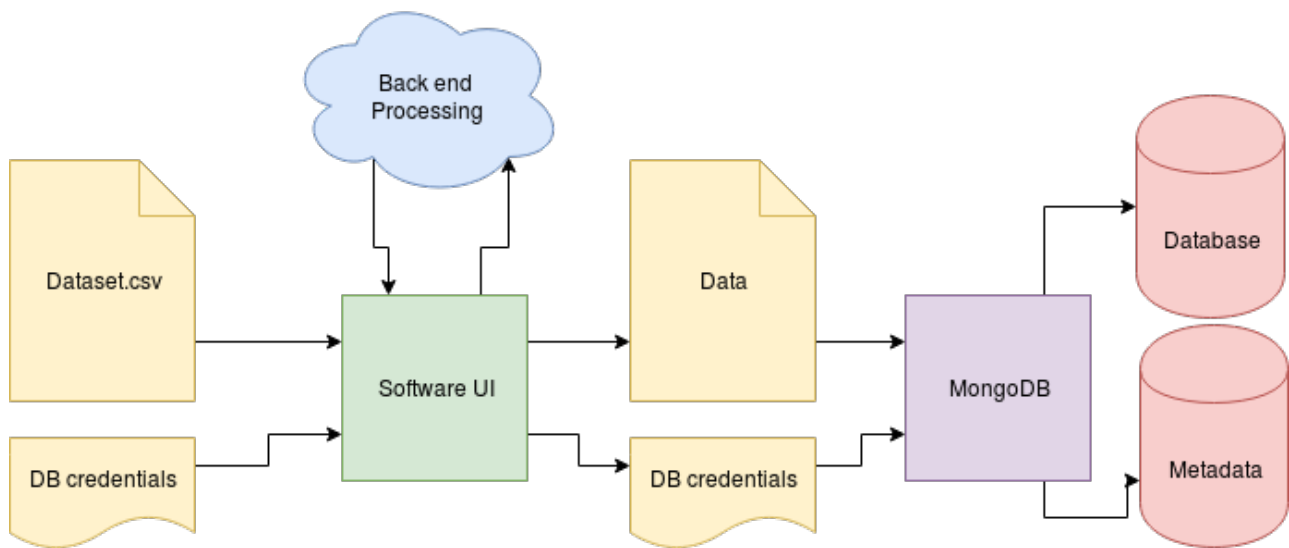 Back end
Processing
Dataset.csv
Data
Database
Software UI
MongoDB
DB credentials
DB credentials
Metadata